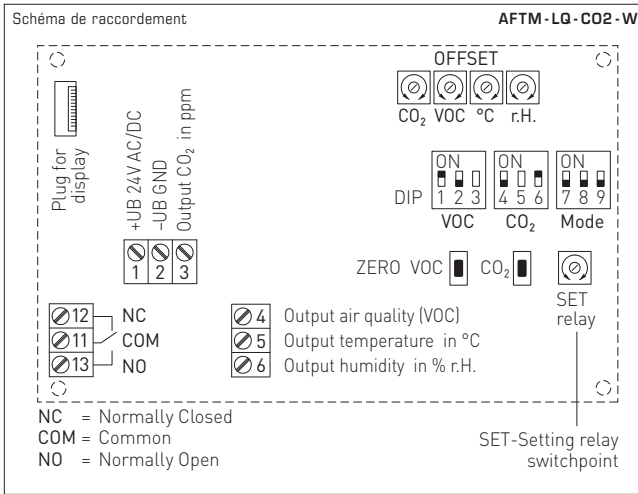 Schéma de raccordement AFTM-LQ-CO2-W
OFFSET
CO₂ VOC °C r.H.
Plug for
display
+UB 24V AC/DC
–UB GND
Output CO₂ in ppm
1 2 3
ON ON ON
DIP 1 2 3 4 5 6 7 8 9
VOC CO₂ Mode
ZERO VOC CO₂
SET
relay
12 NC
11 COM
13 NO
4 Output air quality (VOC)
5 Output temperature in °C
6 Output humidity in % r.H.
NC = Normally Closed
COM = Common
NO = Normally Open
SET-Setting relay
switchpoint